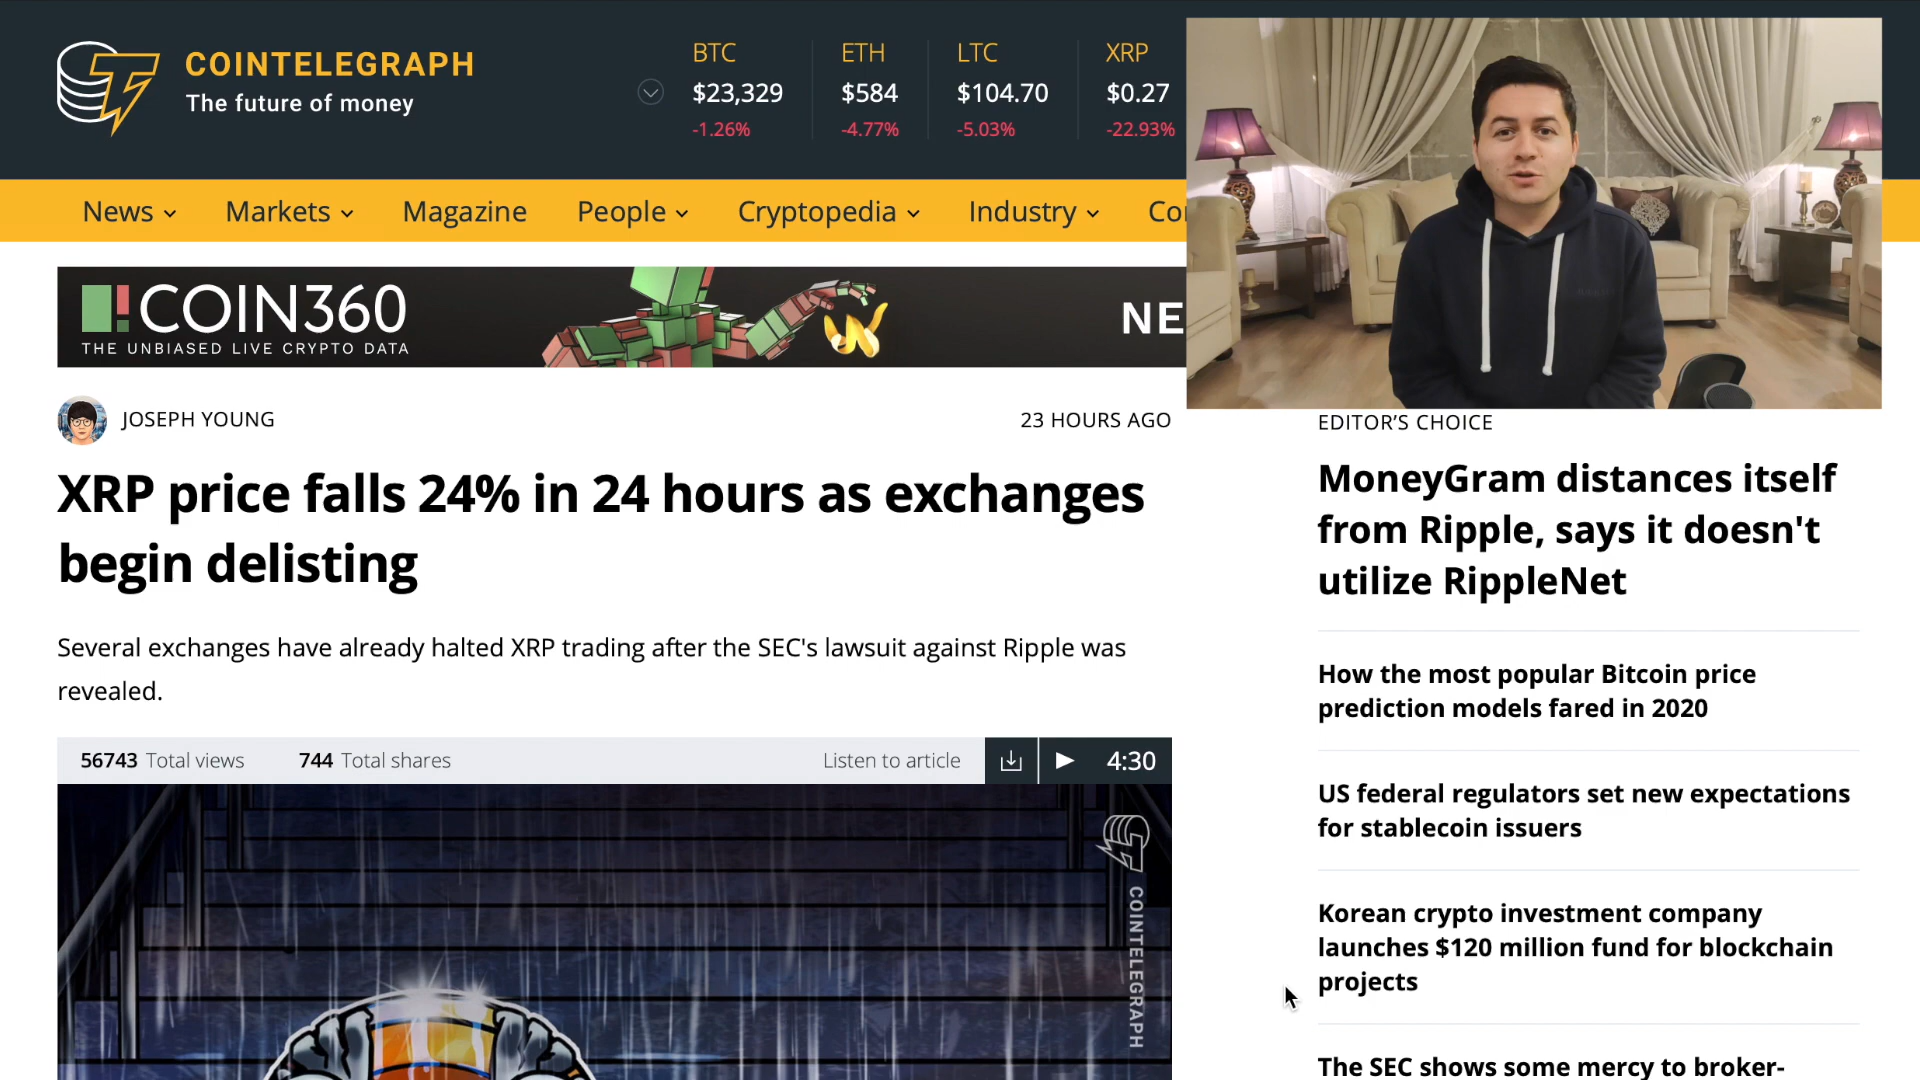 COINTELEGRAPH
The future of money
BTC
$23,329
-1.26%
ETH
$584
-4.77%
LTC
$104.70
-5.03%
XRP
$0.27
-22.93%
News
Markets
Magazine
People
Cryptopedia
Industry
Co
COIN360
THE UNBIASED LIVE CRYPTO DATA
NE
JOSEPH YOUNG
23 HOURS AGO
XRP price falls 24% in 24 hours as exchanges
begin delisting
Several exchanges have already halted XRP trading after the SEC's lawsuit against Ripple was
revealed.
56743 Total views
744 Total shares
Listen to article
4:30
COINTELEGRAPH
EDITOR'S CHOICE
MoneyGram distances itself
from Ripple, says it doesn't
utilize RippleNet
How the most popular Bitcoin price
prediction models fared in 2020
US federal regulators set new expectations
for stablecoin issuers
Korean crypto investment company
launches $120 million fund for blockchain
projects
The SEC shows some mercy to broker-